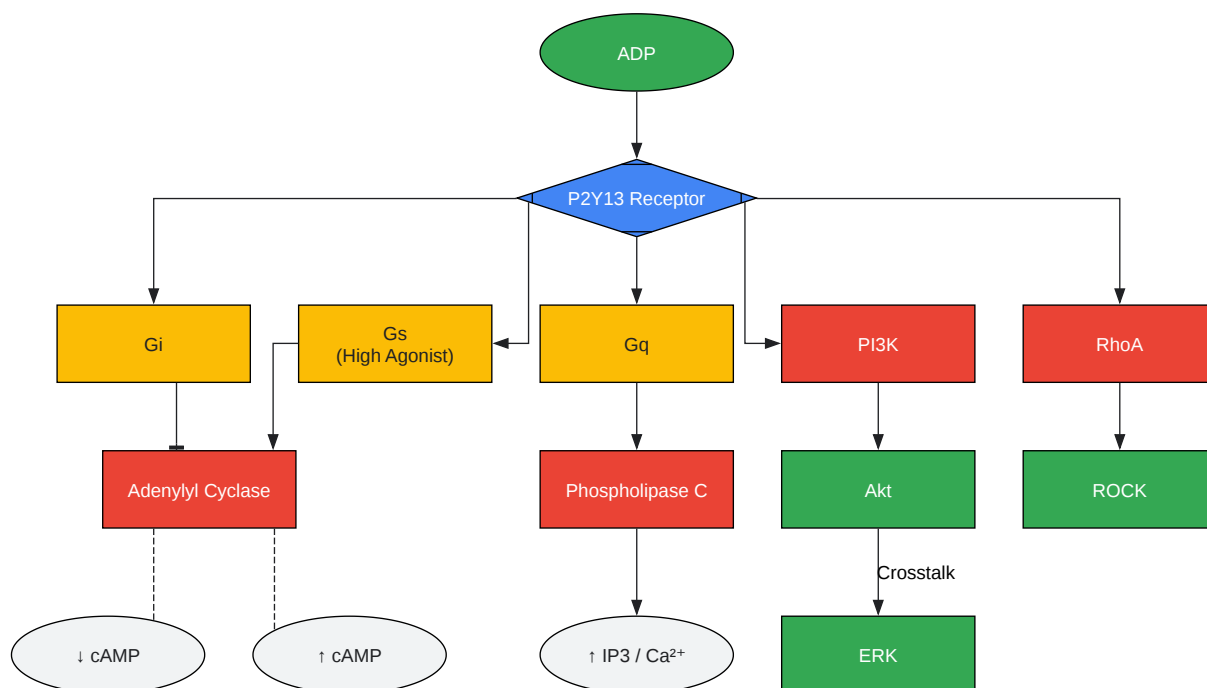 ADP
P2Y13 Receptor
Gi
Gs
(High Agonist)
Gq
PI3K
RhoA
Adenylyl Cyclase
Phospholipase C
Akt
ROCK
Crosstalk
↓ cAMP
↑ cAMP
↑ IP3 / Ca²⁺
ERK